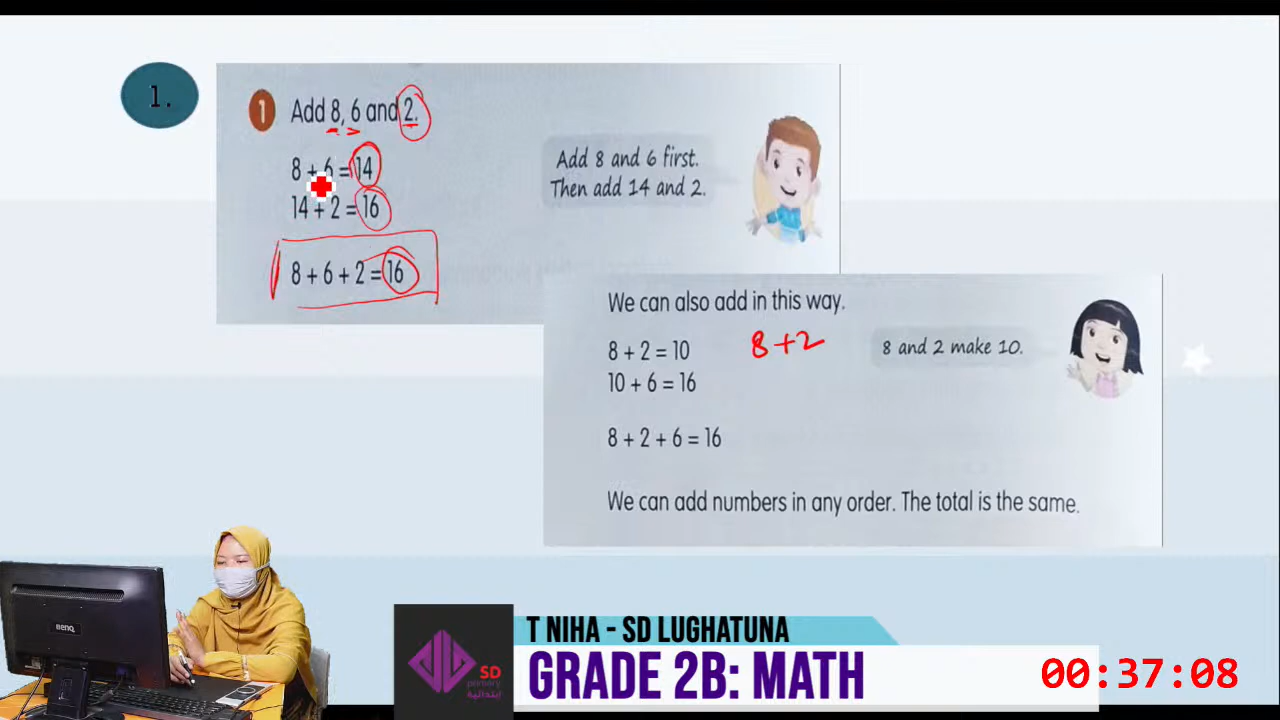 1.
1 Add 8, 6 and 2.
8 + 6 = 14
14 + 2 = 16
8 + 6 + 2 = 16
Add 8 and 6 first.
Then add 14 and 2.
We can also add in this way.
8 + 2 = 10
8 + 2
8 and 2 make 10.
10 + 6 = 16
8 + 2 + 6 = 16
We can add numbers in any order. The total is the same.
BENQ
SD
primary
ابتدائية
T NIHA - SD LUGHATUNA
GRADE 2B: MATH
00:37:08